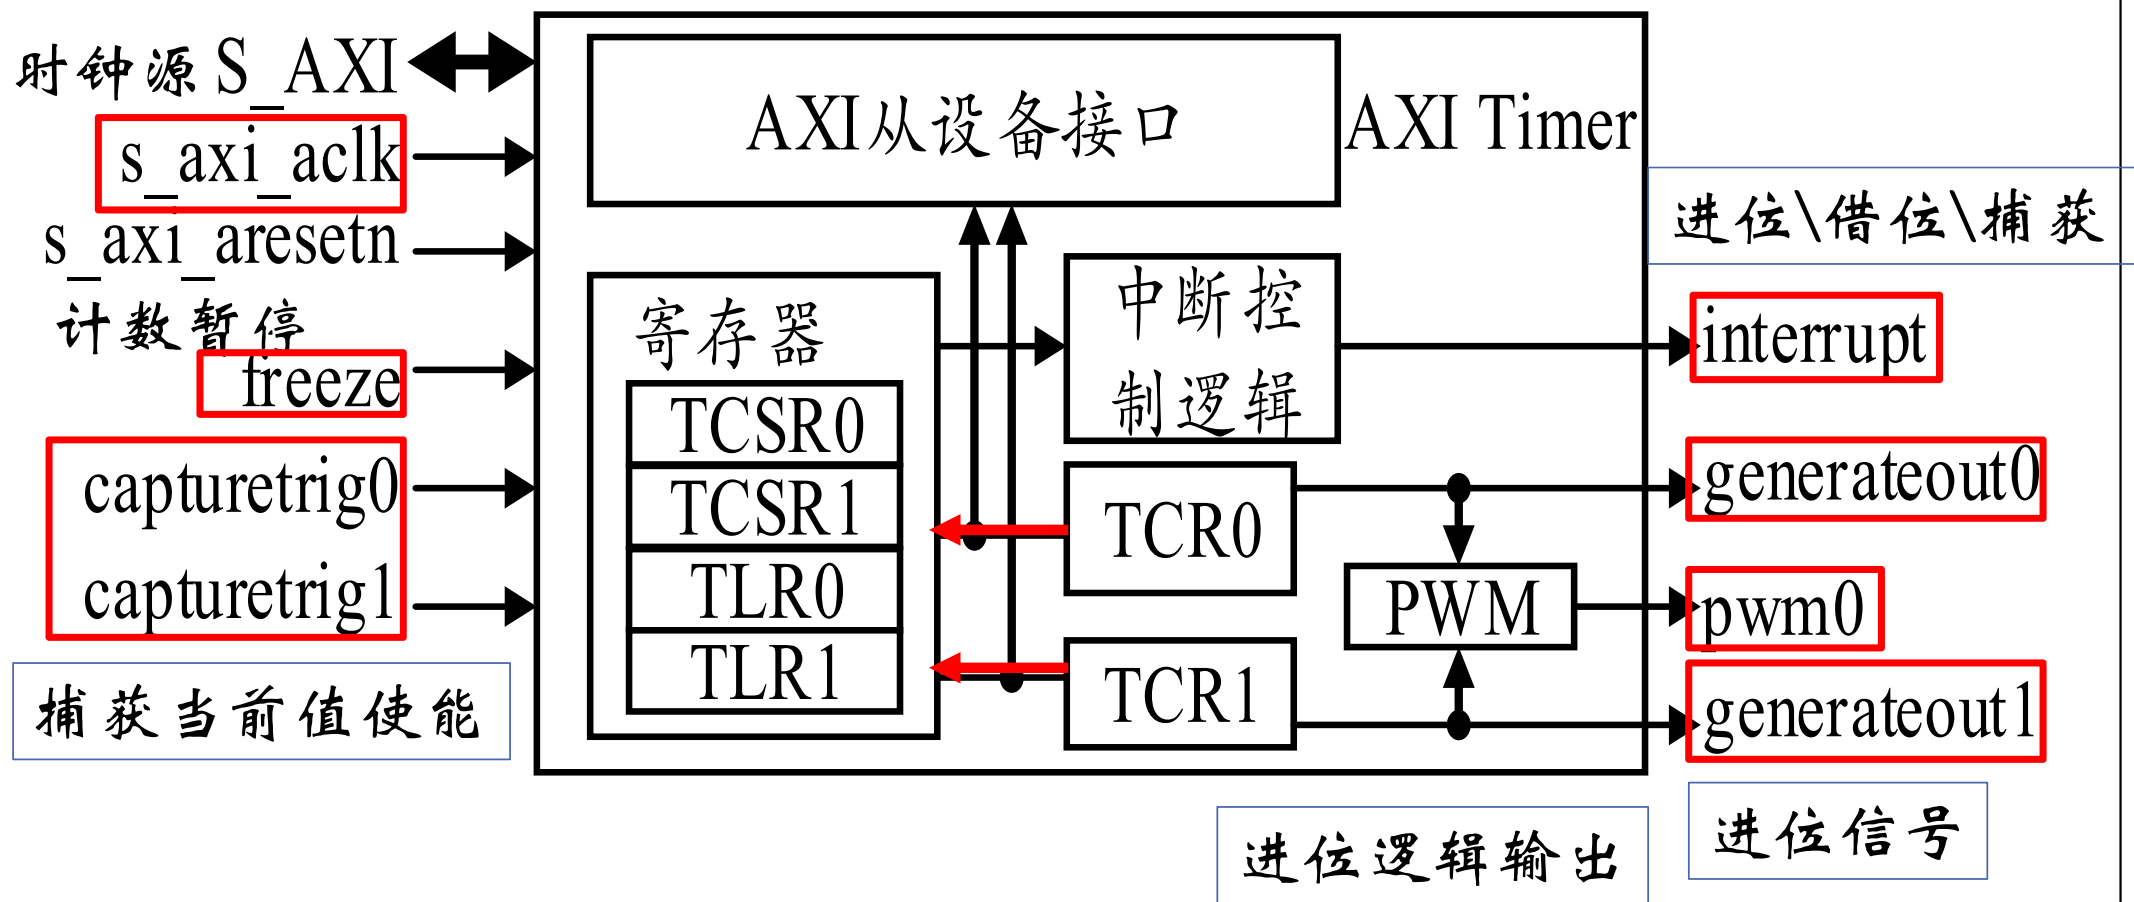 时钟源 S_AXI
s_axi_aclk
s_axi_aresetn
计数暂停
freeze
capturetrig0
capturetrig1
捕获当前值使能
AXI从设备接口
AXI Timer
寄存器
TCSR0
TCSR1
TLR0
TLR1
中断控
制逻辑
TCR0
TCR1
PWM
进位\借位\捕获
interrupt
generateout0
pwm0
generateout1
进位信号
进位逻辑输出